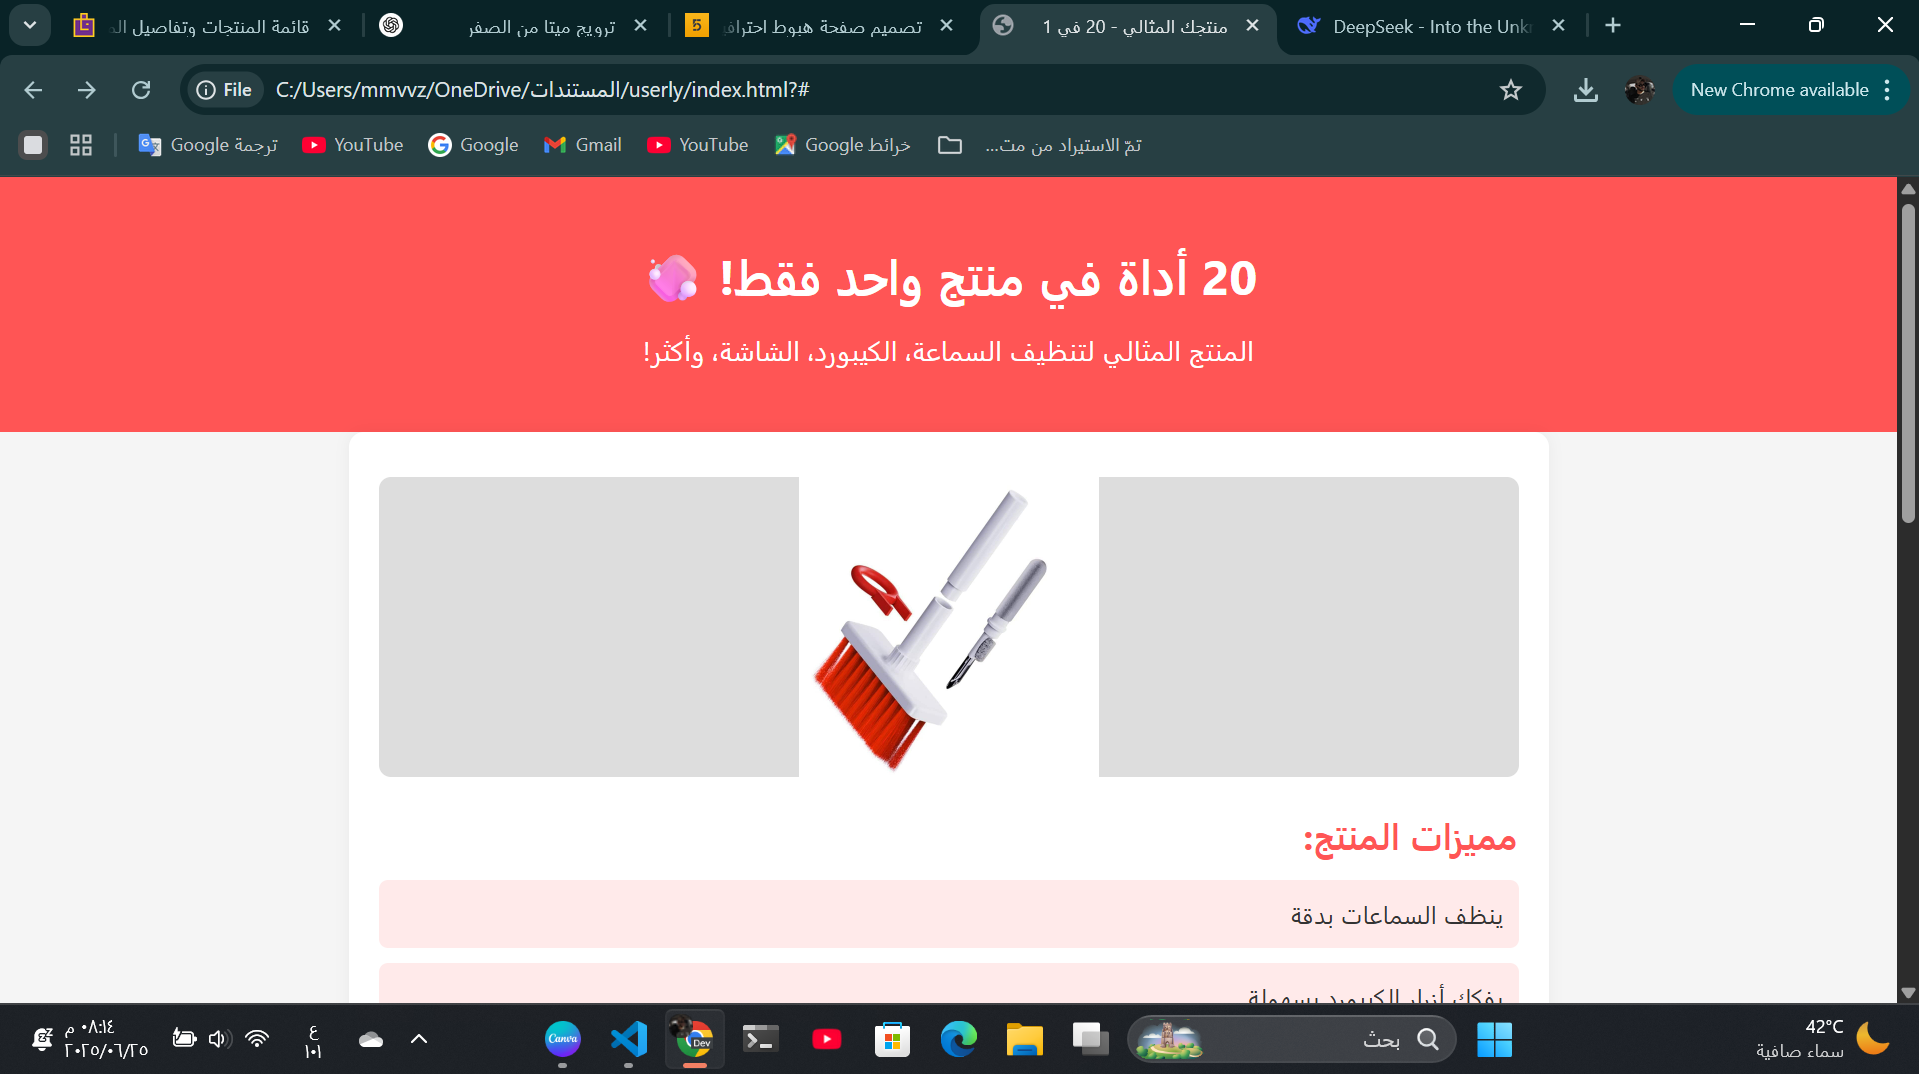 قائمة المنتجات وتفاصيل
ترويج ميتا من الصفر
تصميم صفحة هبوط
منتجك المثالي - 20 في 1
DeepSeek - Into the Unk
File
C:/Users/mmvvz/OneDrive/المستندات/userly/index.html?#
New Chrome available
ترجمة Google
YouTube
Google
Gmail
YouTube
خرائط Google
تمّ الاستيراد من مت...
20 أداة في منتج واحد فقط!
المنتج المثالي لتنظيف السماعة، الكيبورد، الشاشة، وأكثر!
مميزات المنتج:
ينظف السماعات بدقة
يفكك أزرار الكيبورد بسهولة
٠٨:١٤ م
٢٠٢٥/٠٦/٢٥
ع
١٠١
Canva
Dev
بحث
42°C
سماء صافية